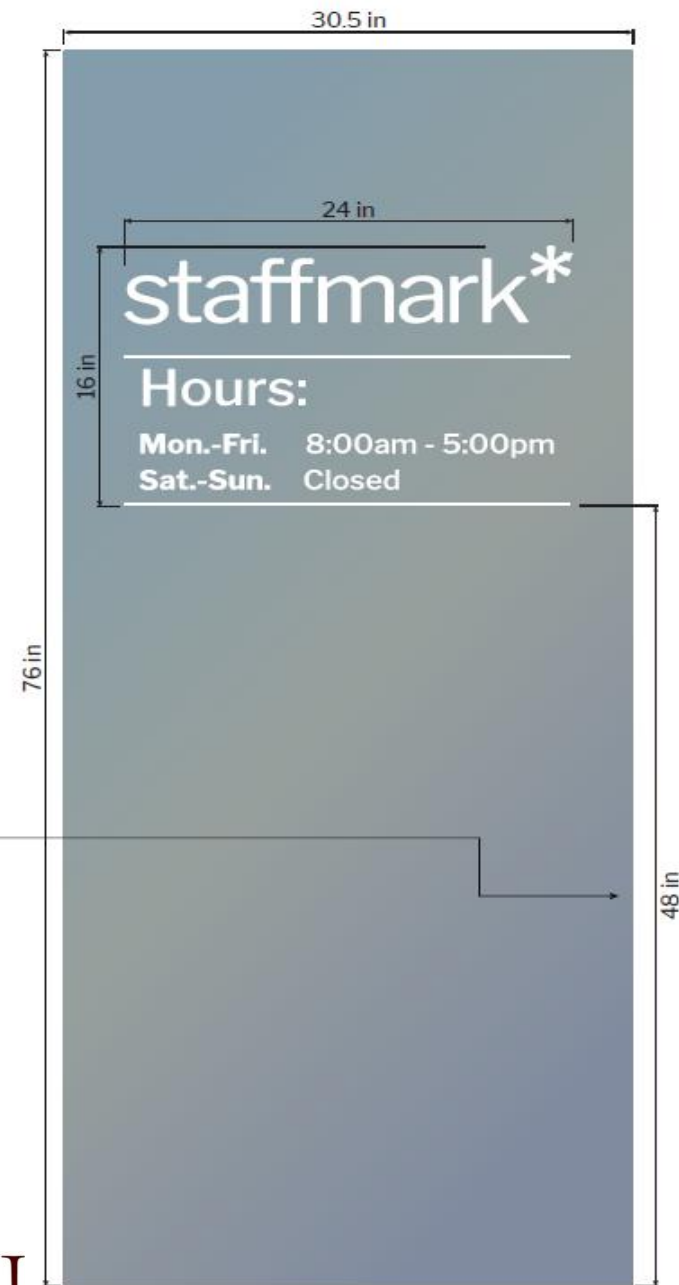 30.5 in
24 in
staffmark*
16 in
Hours:
Mon.-Fri. 8:00am - 5:00pm
Sat.-Sun. Closed
76 in
48 in